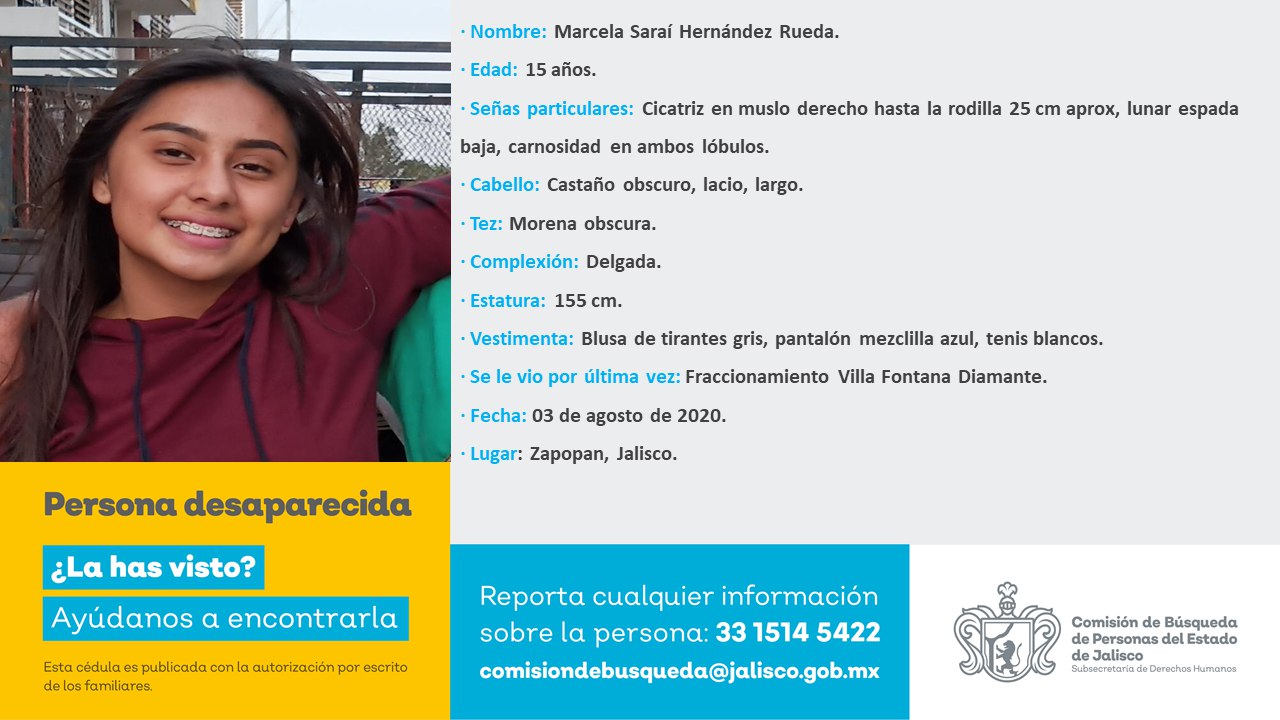 · Nombre: Marcela Saraí Hernández Rueda.
· Edad: 15 años.
· Señas particulares: Cicatriz en muslo derecho hasta la rodilla 25 cm aprox, lunar espada
baja, carnosidad en ambos lóbulos.
· Cabello: Castaño obscuro, lacio, largo.
· Tez: Morena obscura.
· Complexión: Delgada.
· Estatura: 155 cm.
· Vestimenta: Blusa de tirantes gris, pantalón mezclilla azul, tenis blancos.
· Se le vio por última vez: Fraccionamiento Villa Fontana Diamante.
· Fecha: 03 de agosto de 2020.
· Lugar: Zapopan, Jalisco.
Persona desaparecida
¿La has visto?
Ayúdanos a encontrarla
Esta cédula es publicada con la autorización por escrito
de los familiares.
Reporta cualquier información
sobre la persona: 33 1514 5422
comisiondebusqueda@jalisco.gob.mx
Comisión de Búsqueda
de Personas del Estado
de Jalisco
Subsecretaría de Derechos Humanos